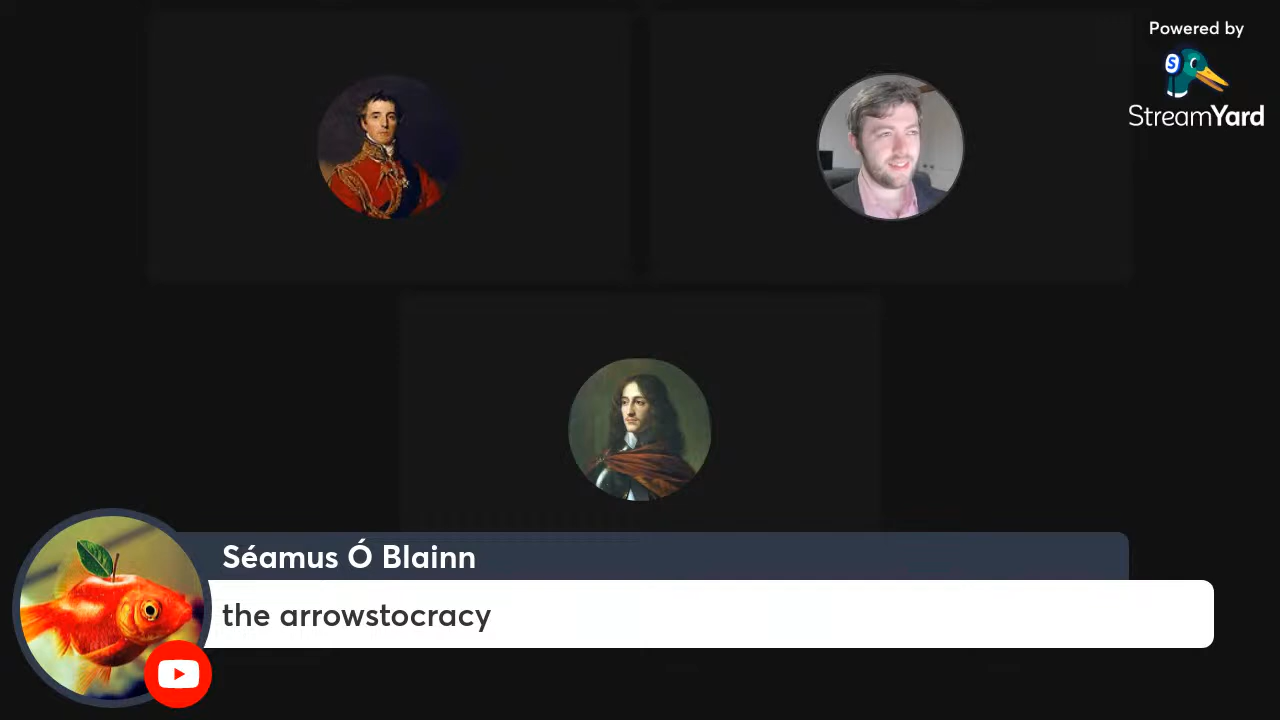 Powered by
S
StreamYard
Séamus Ó Blainn
the arrowstocracy